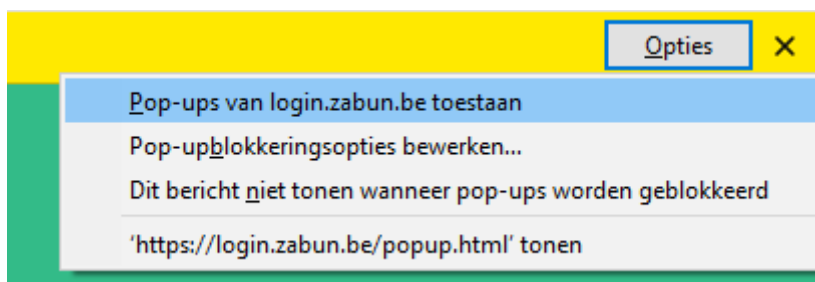 Opties
Pop-ups van login.zabun.be toestaan
Pop-upblokkeringsopties bewerken...
Dit bericht niet tonen wanneer pop-ups worden geblokkeerd
‘https://login.zabun.be/popup.html’ tonen